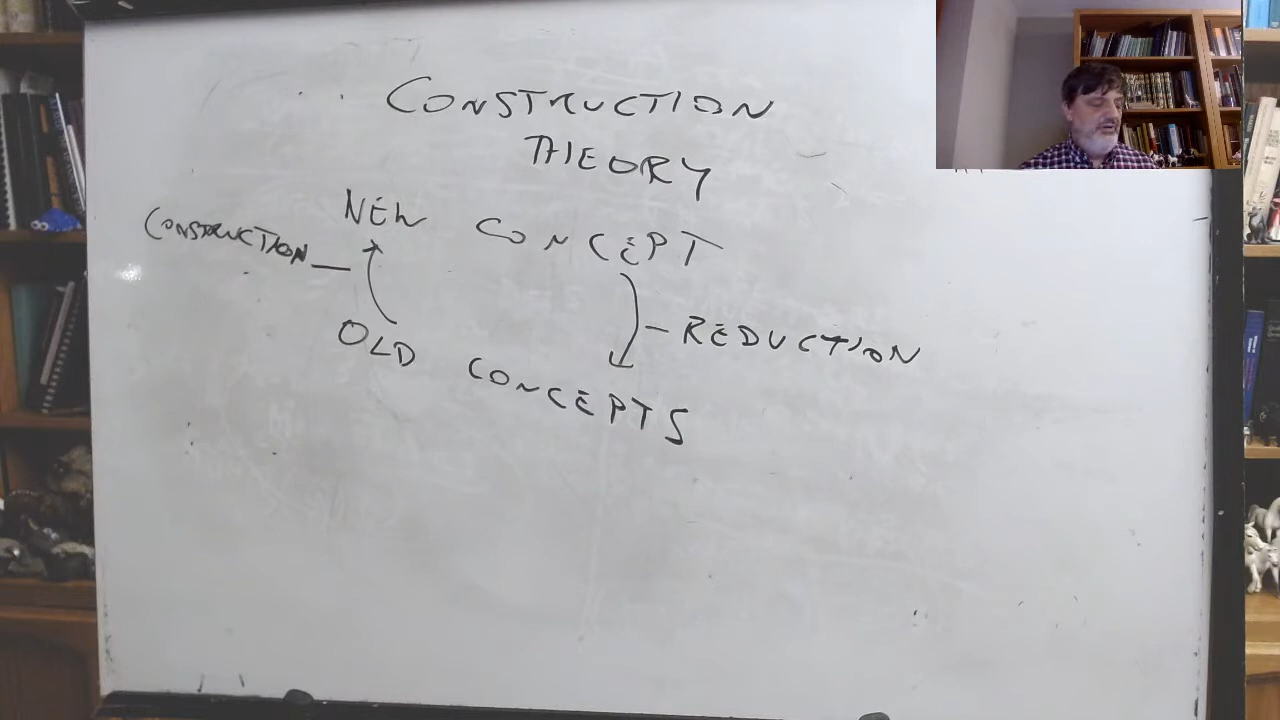 CONSTRUCTION
THEORY
NEW CONCEPT
CONSTRUCTION
REDUCTION
OLD CONCEPTS